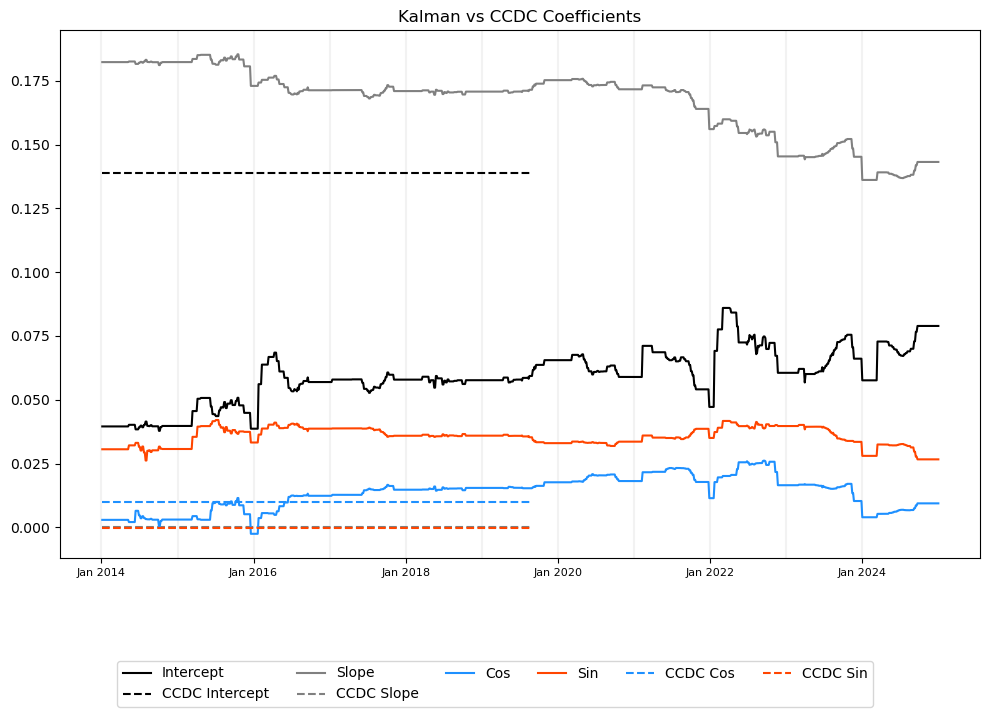 Kalman vs CCDC Coefficients
0.175
0.150
0.125
0.100
0.075
0.050
0.025
0.000
Jan 2014 Jan 2016 Jan 2018 Jan 2020 Jan 2022 Jan 2024
Intercept Slope Cos Sin CCDC Cos CCDC Sin
CCDC Intercept CCDC Slope